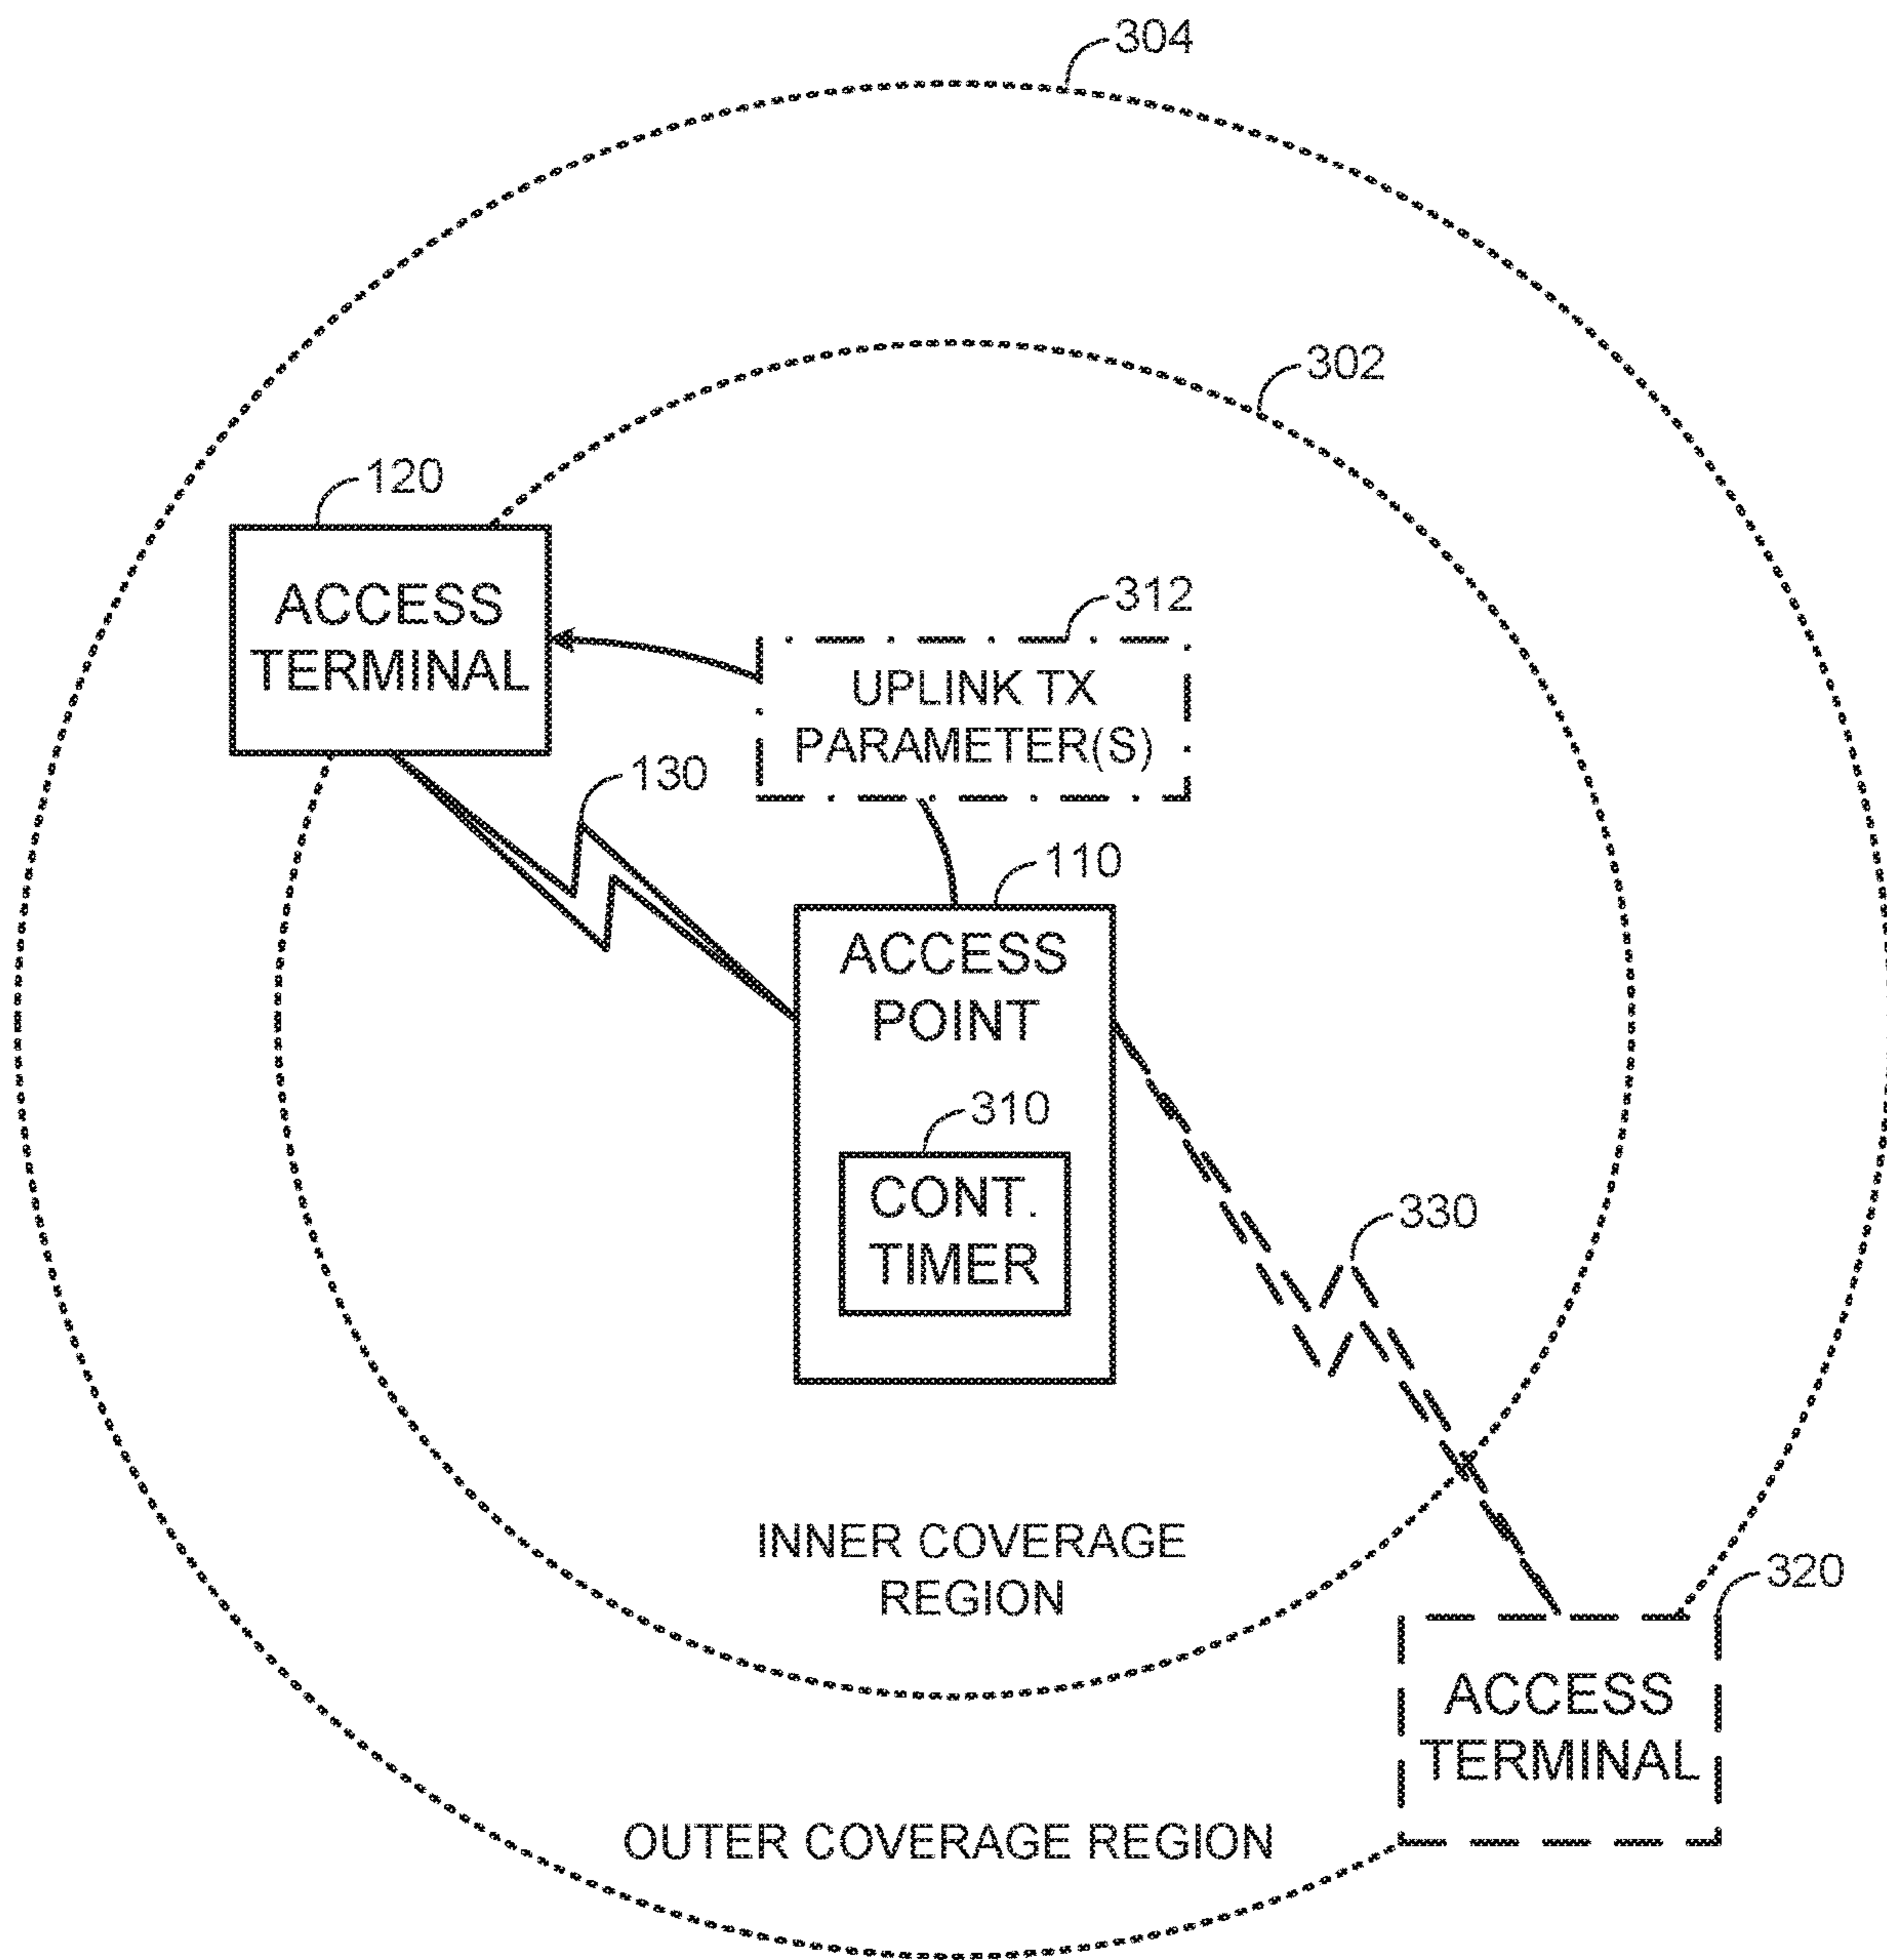 304
302
120
ACCESS
TERMINAL
312
UPLINK TX
PARAMETER(S)
130
110
ACCESS
POINT
310
CONT.
TIMER
330
INNER COVERAGE
REGION
320
ACCESS
TERMINAL
OUTER COVERAGE REGION